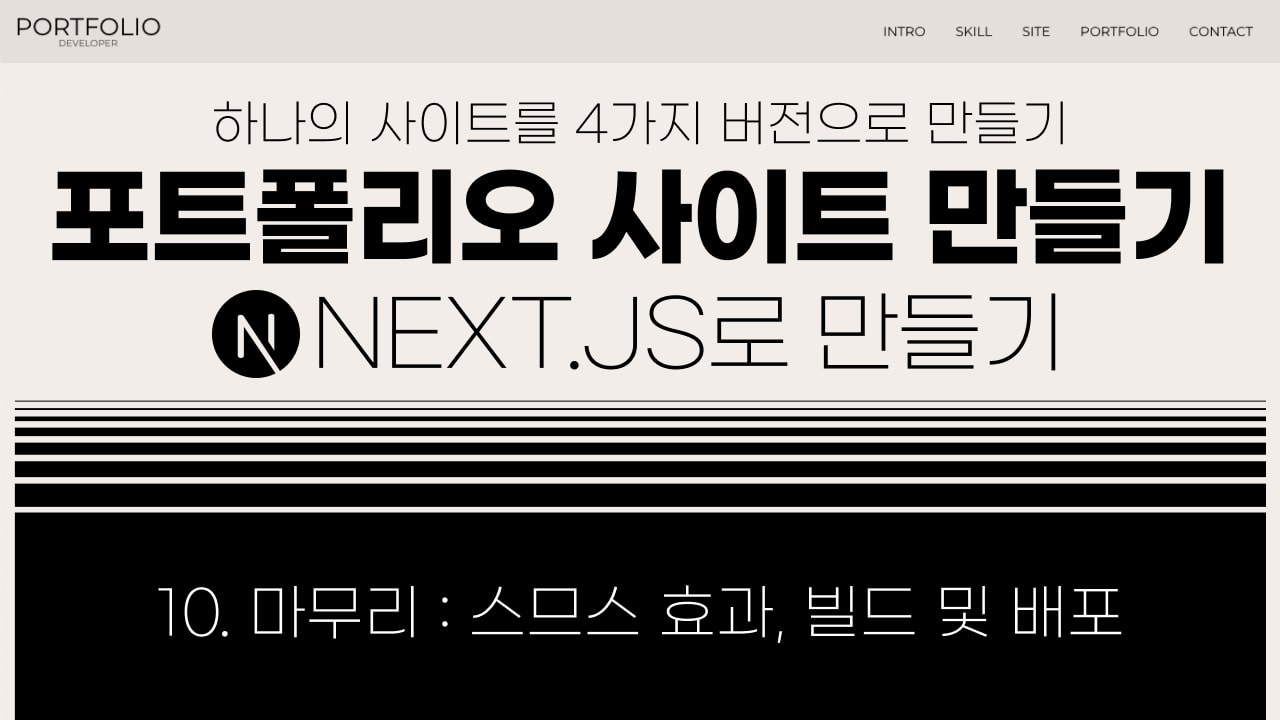 PORTFOLIO
DEVELOPER
INTRO SKILL SITE PORTFOLIO CONTACT
하나의 사이트를 4가지 버전으로 만들기
포트폴리오 사이트 만들기
NEXT.JS로 만들기
10. 마무리 : 스므스 효과, 빌드 및 배포